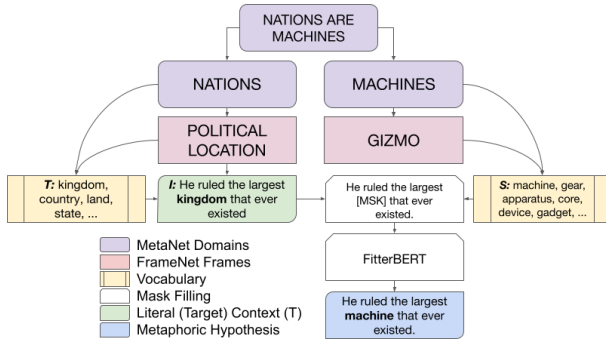 NATIONS ARE
MACHINES
NATIONS
MACHINES
POLITICAL
LOCATION
GIZMO
T: kingdom,
country, land,
state, ...
I: He ruled the largest
kingdom that ever
existed
He ruled the largest
[MSK] that ever
existed.
S: machine, gear,
apparatus, core,
device, gadget, ...
FitterBERT
He ruled the largest
machine that ever
existed.
MetaNet Domains
FrameNet Frames
Vocabulary
Mask Filling
Literal (Target) Context (T)
Metaphoric Hypothesis